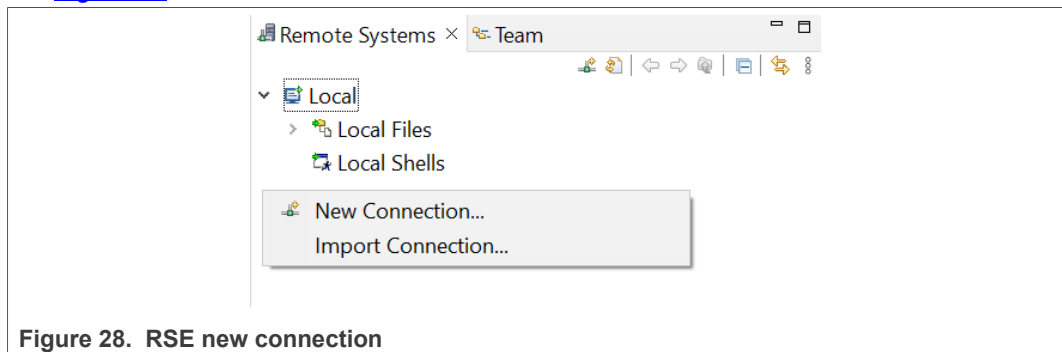 Remote Systems × Team
Local
Local Files
Local Shells
New Connection...
Import Connection...
Figure 28. RSE new connection